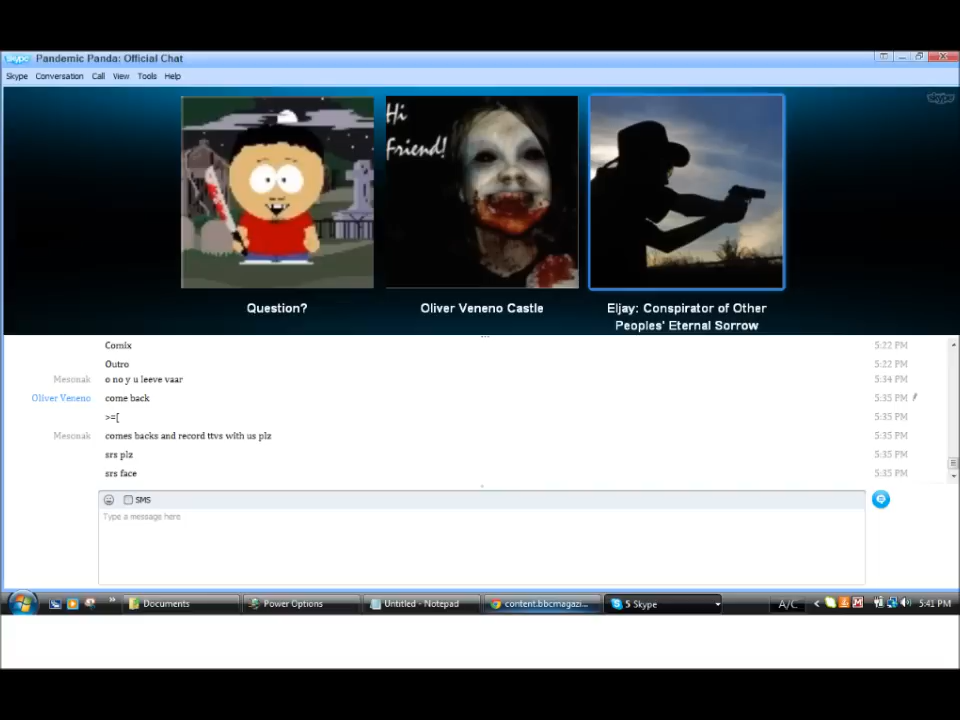 skype Pandemic Panda: Official Chat
Skype Conversation Call View Tools Help
skype
Hi
Friend!
Question?
Oliver Veneno Castle
Eljay: Conspirator of Other
Peoples' Eternal Sorrow
Comix 5:22 PM
Outro 5:22 PM
Mesonak o no y u leeve vaar 5:34 PM
Oliver Veneno come back 5:35 PM
>=[ 5:35 PM
Mesonak comes backs and record ttvs with us plz 5:35 PM
srs plz 5:35 PM
srs face 5:35 PM
SMS
Type a message here
Documents Power Options Untitled - Notepad content.bbcmagazi... 5 Skype A/C 5:41 PM